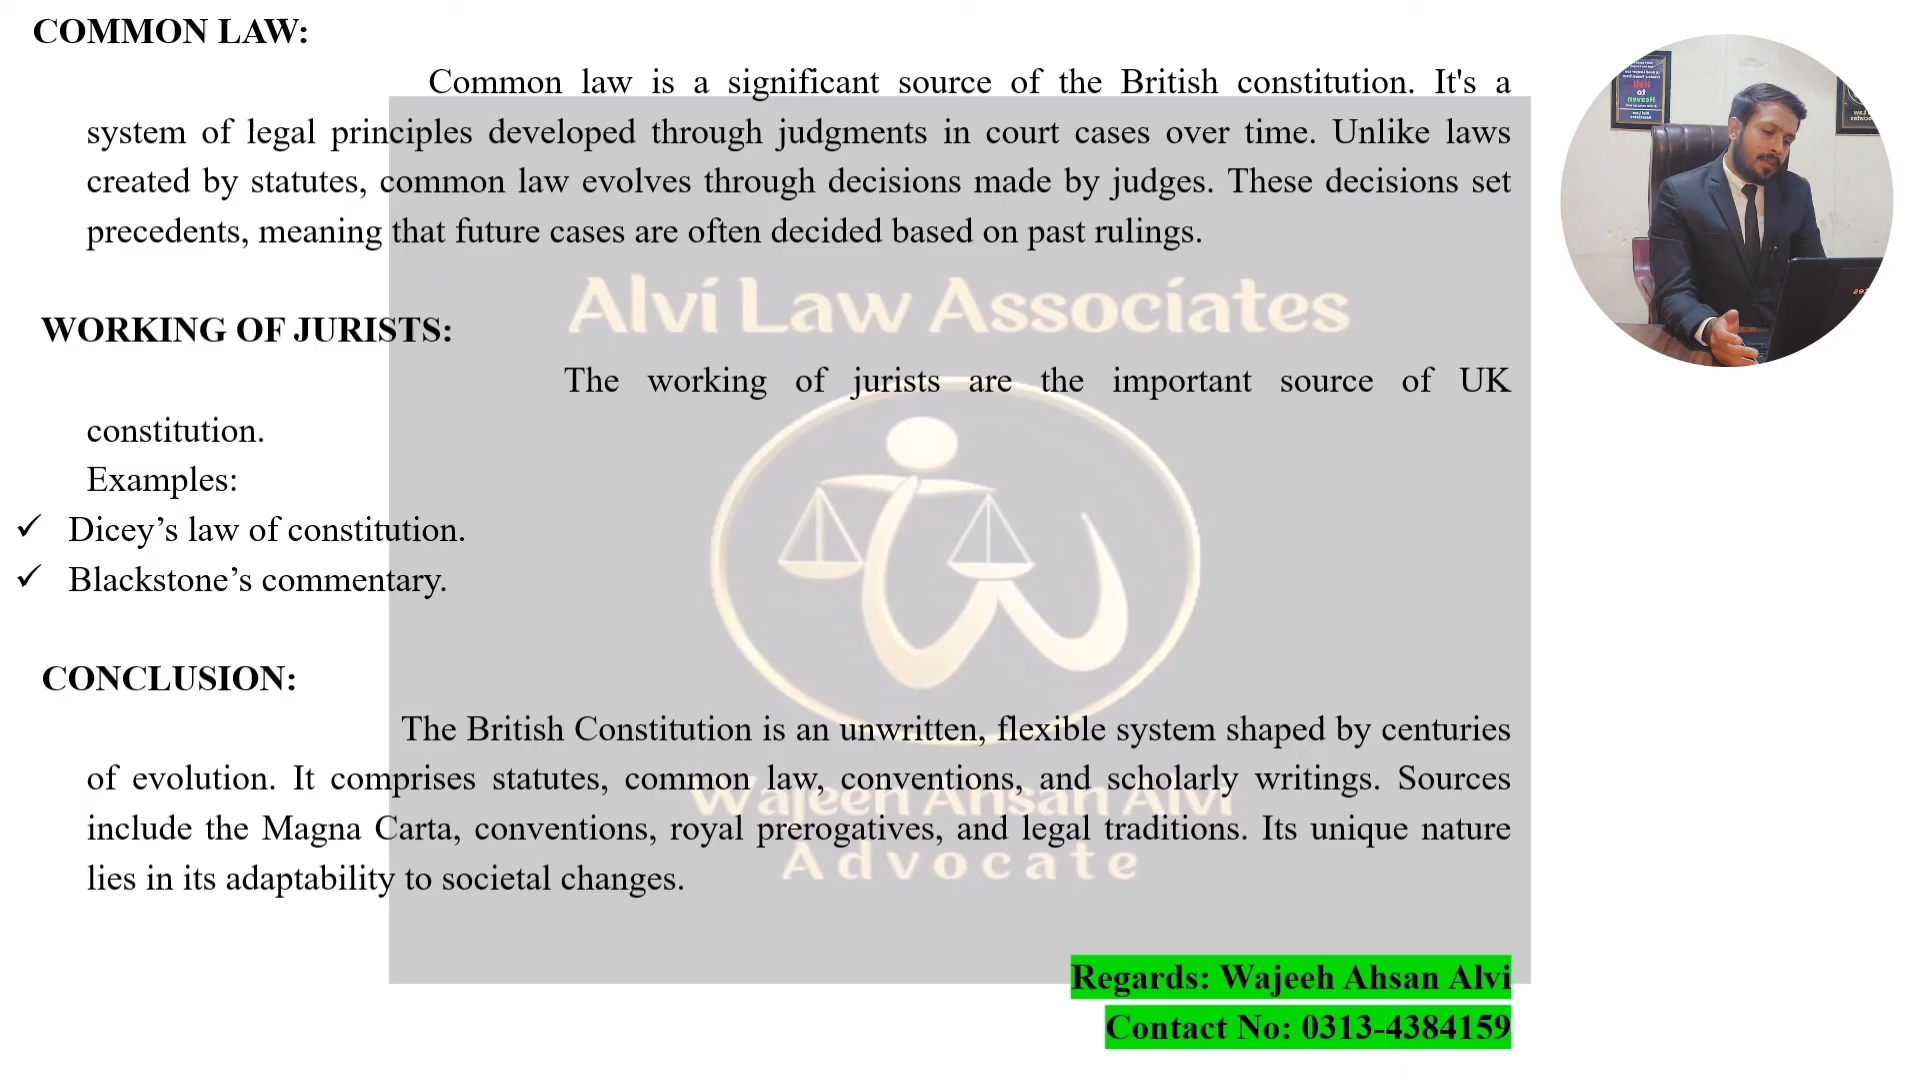 COMMON LAW:
Common law is a significant source of the British constitution. It's a
system of legal principles developed through judgments in court cases over time. Unlike laws
created by statutes, common law evolves through decisions made by judges. These decisions set
precedents, meaning that future cases are often decided based on past rulings.
Alvi Law Associates
WORKING OF JURISTS:
The working of jurists are the important source of UK
constitution.
Examples:
✓ Dicey’s law of constitution.
✓ Blackstone’s commentary.
CONCLUSION:
The British Constitution is an unwritten, flexible system shaped by centuries
of evolution. It comprises statutes, common law, conventions, and scholarly writings. Sources
include the Magna Carta, conventions, royal prerogatives, and legal traditions. Its unique nature
lies in its adaptability to societal changes.
Wajeeh Ahsan Alvi
Advocate
Regards: Wajeeh Ahsan Alvi
Contact No: 0313-4384159
Hell
to
Heaven